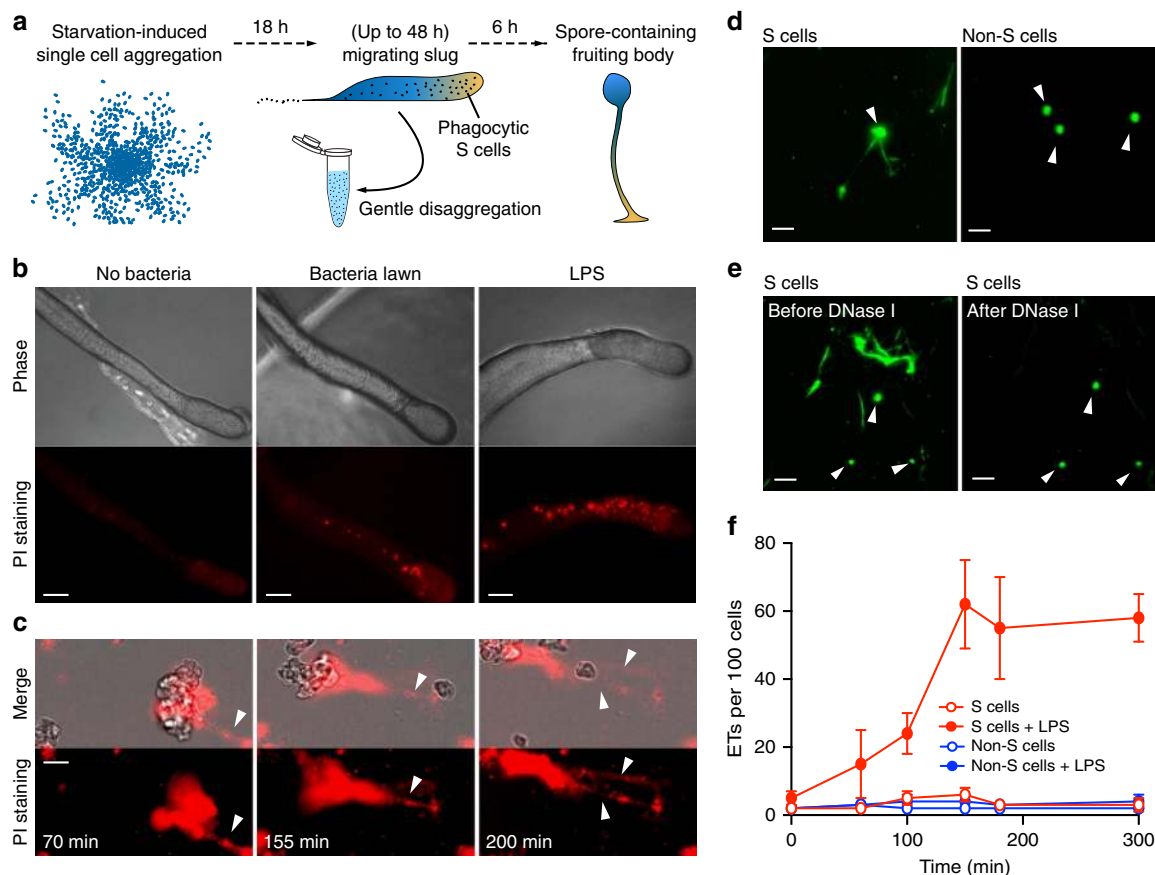 a
Starvation-induced
single cell aggregation
18 h
(Up to 48 h)
migrating slug
6 h
Spore-containing
fruiting body
Phagocytic
S cells
Gentle disaggregation
b
No bacteria
Bacteria lawn
LPS
Phase
PI staining
c
Merge
PI staining
70 min
155 min
200 min
d
S cells
Non-S cells
e
S cells
S cells
Before DNase I
After DNase I
f
ETs per 100 cells
80
60
40
20
0
S cells
S cells + LPS
Non-S cells
Non-S cells + LPS
0
100
200
300
Time (min)